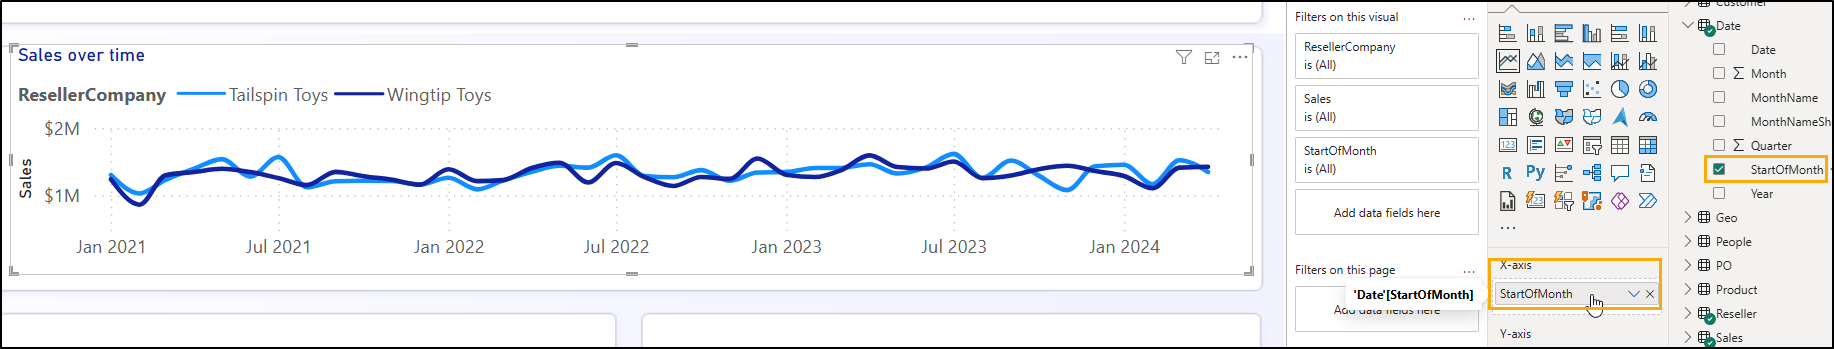 Sales over time
ResellerCompany Tailspin Toys Wingtip Toys
$2M
$1M
Sales
Jan 2021 Jul 2021 Jan 2022 Jul 2022 Jan 2023 Jul 2023 Jan 2024
Filters on this visual ...
ResellerCompany
is (All)
Sales
is (All)
StartOfMonth
is (All)
Add data fields here
Filters on this page ...
Add data fields here
'Date'[StartOfMonth]
R Py
123
...
X-axis
StartOfMonth
Y-axis
Customer
Date
Date
Month
MonthName
MonthNameSh
Quarter
StartOfMonth
Year
Geo
People
PO
Product
Reseller
Sales